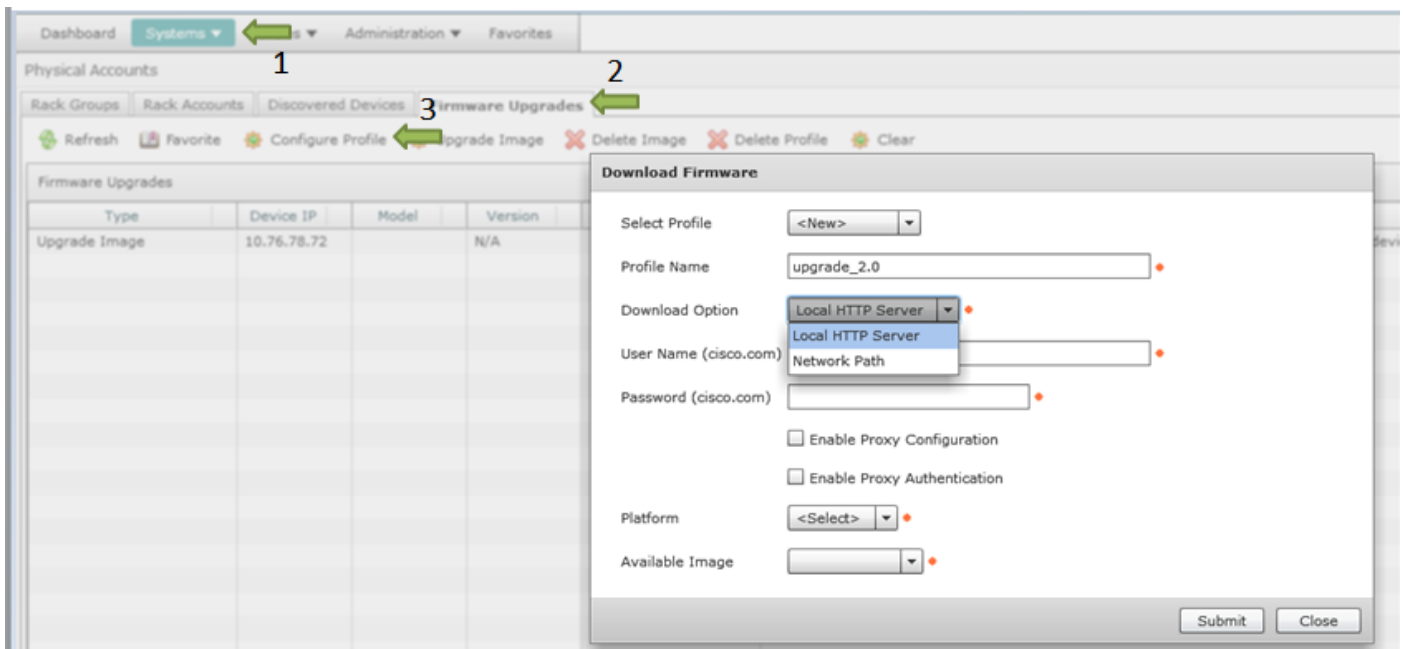 Dashboard Systems s Administration Favorites
1
Physical Accounts
2
Rack Groups Rack Accounts Discovered Devices Firmware Upgrades
3
Refresh Favorite Configure Profile Upgrade Image Delete Image Delete Profile Clear
Firmware Upgrades
Type Device IP Model Version
Upgrade Image 10.76.78.72 N/A devi
Download Firmware
Select Profile <New>
Profile Name upgrade_2.0
Download Option Local HTTP Server
Local HTTP Server
Network Path
User Name (cisco.com)
Password (cisco.com)
Enable Proxy Configuration
Enable Proxy Authentication
Platform <Select>
Available Image
Submit Close